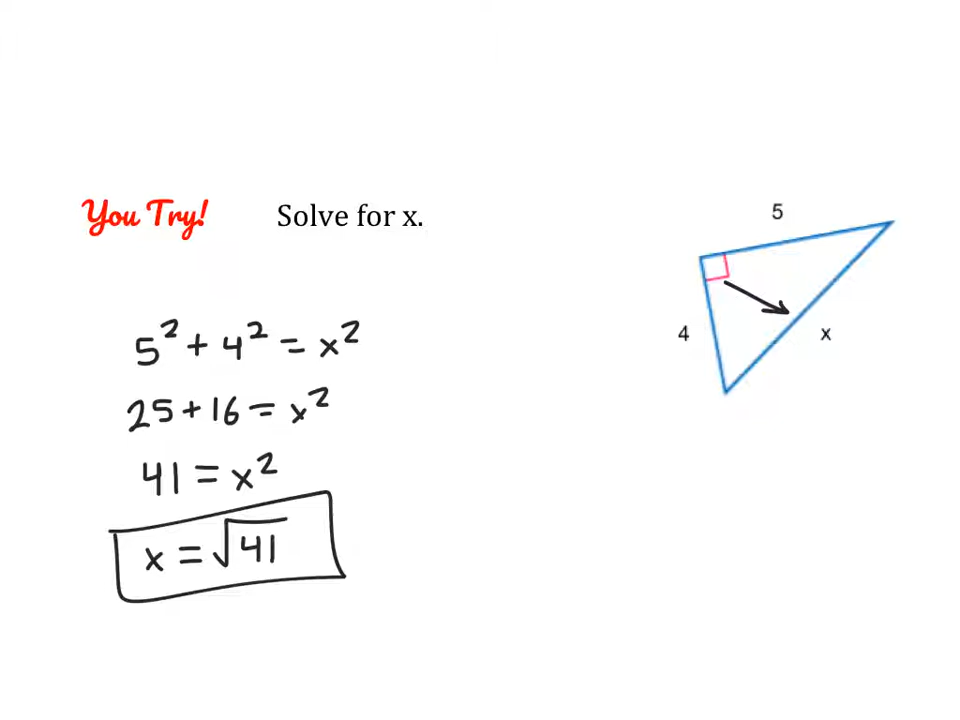 You Try! Solve for x.
5
4
x
5² + 4² = x²
25 + 16 = x²
41 = x²
x = √41